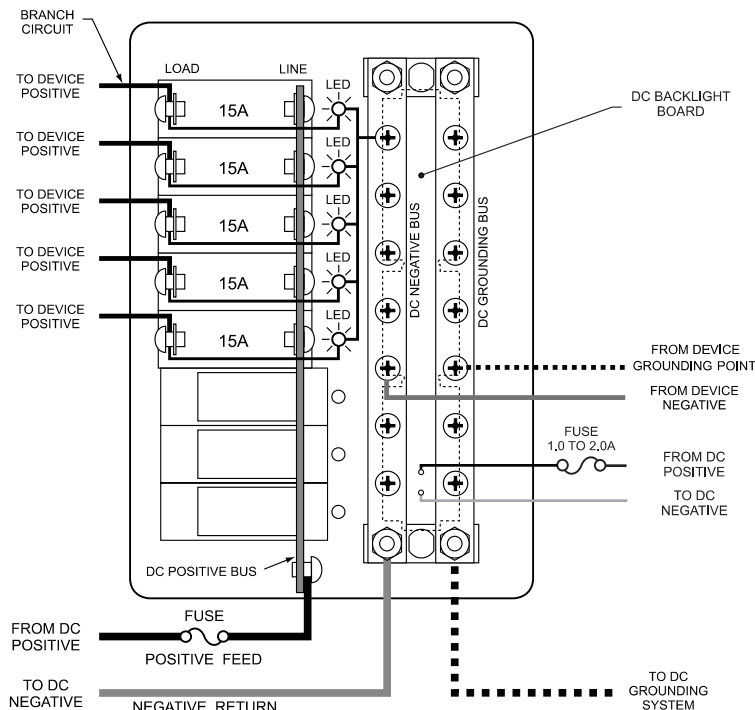 BRANCH
CIRCUIT
LOAD
LINE
LED
TO DEVICE
POSITIVE
15A
DC BACKLIGHT
BOARD
LED
TO DEVICE
POSITIVE
15A
LED
TO DEVICE
POSITIVE
15A
DC NEGATIVE BUS
DC GROUNDING BUS
LED
TO DEVICE
POSITIVE
15A
LED
TO DEVICE
POSITIVE
15A
FROM DEVICE
GROUNDING POINT
FROM DEVICE
NEGATIVE
FUSE
1.0 TO 2.0A
FROM DC
POSITIVE
TO DC
NEGATIVE
DC POSITIVE BUS
FROM DC
POSITIVE
FUSE
POSITIVE FEED
TO DC
NEGATIVE
NEGATIVE RETURN
TO DC
GROUNDING
SYSTEM